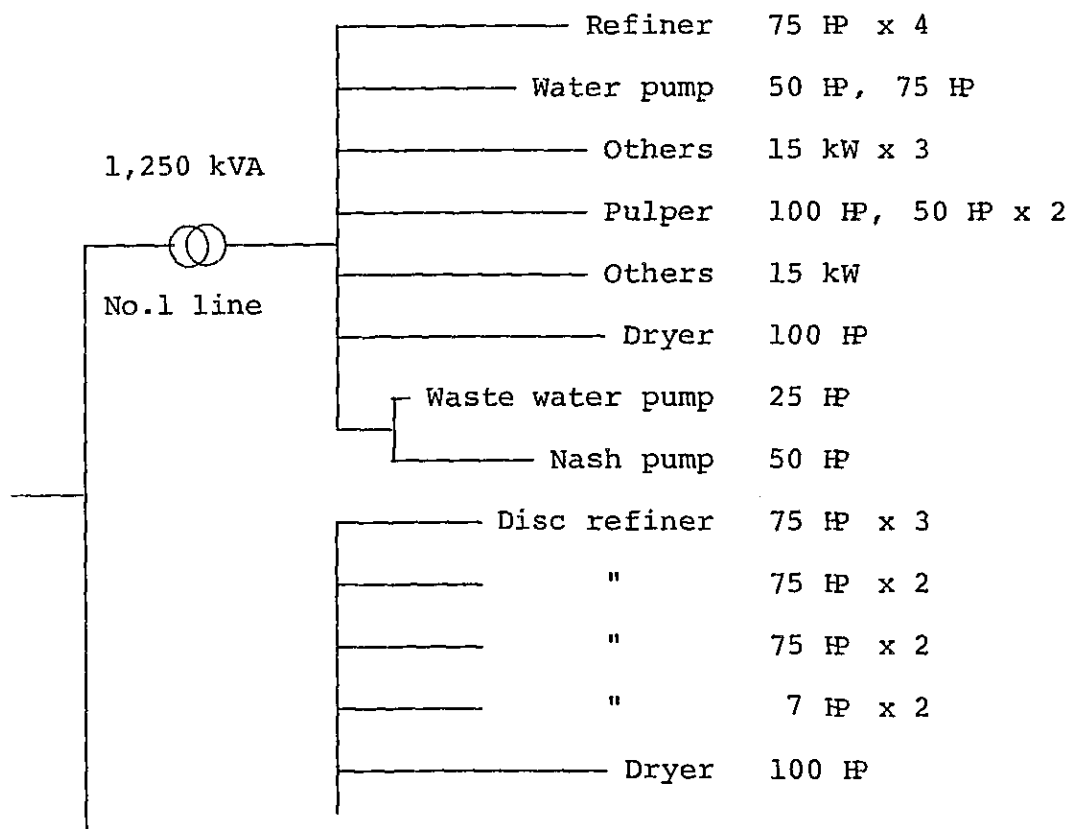 Refiner 75 HP x 4
Water pump 50 HP, 75 HP
1,250 kVA
Others 15 kW x 3
Pulper 100 HP, 50 HP x 2
Others 15 kW
No.1 line
Dryer 100 HP
Waste water pump 25 HP
Nash pump 50 HP
Disc refiner 75 HP x 3
" 75 HP x 2
" 75 HP x 2
" 7 HP x 2
Dryer 100 HP